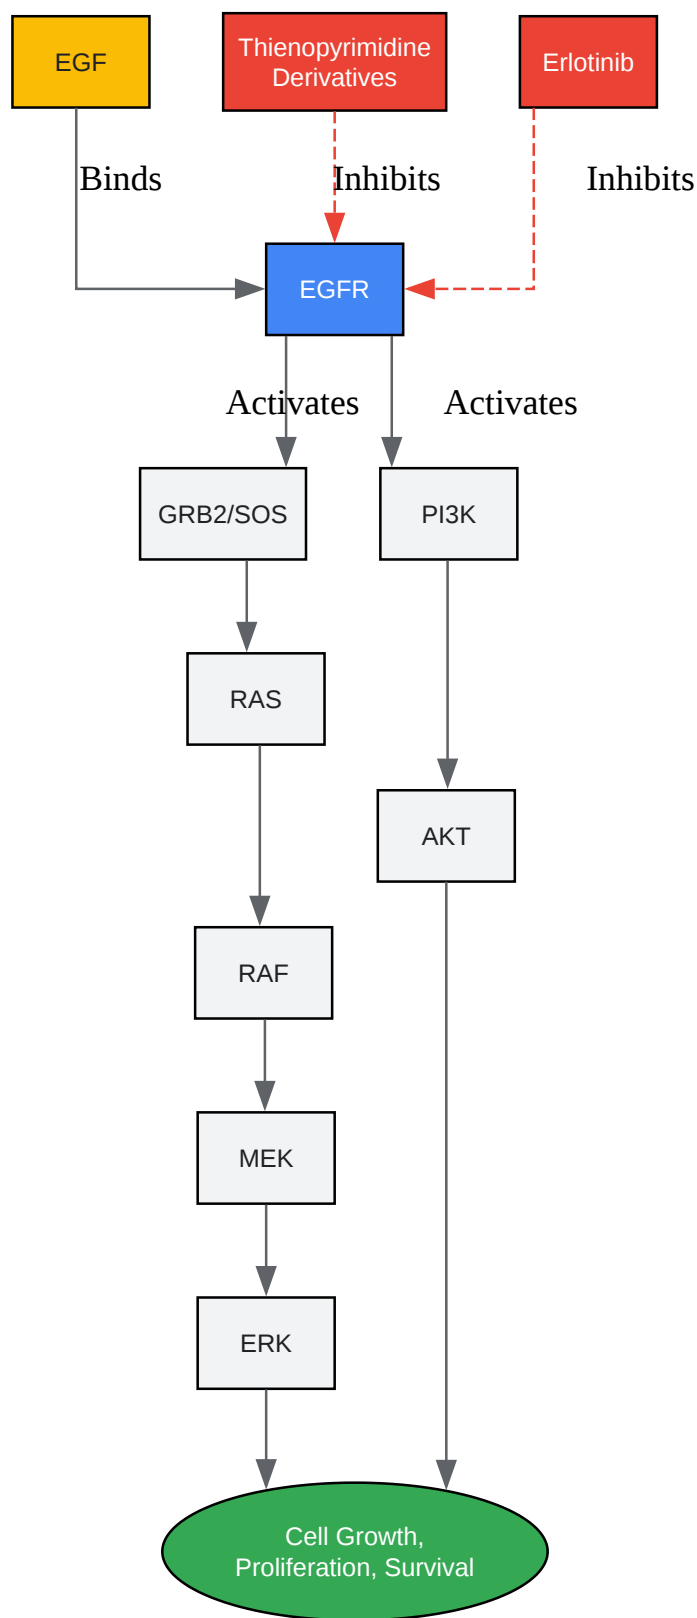 EGF
Thienopyrimidine
Derivatives
Erlotinib
Binds
Inhibits
Inhibits
EGFR
Activates
Activates
GRB2/SOS
PI3K
RAS
AKT
RAF
MEK
ERK
Cell Growth,
Proliferation, Survival